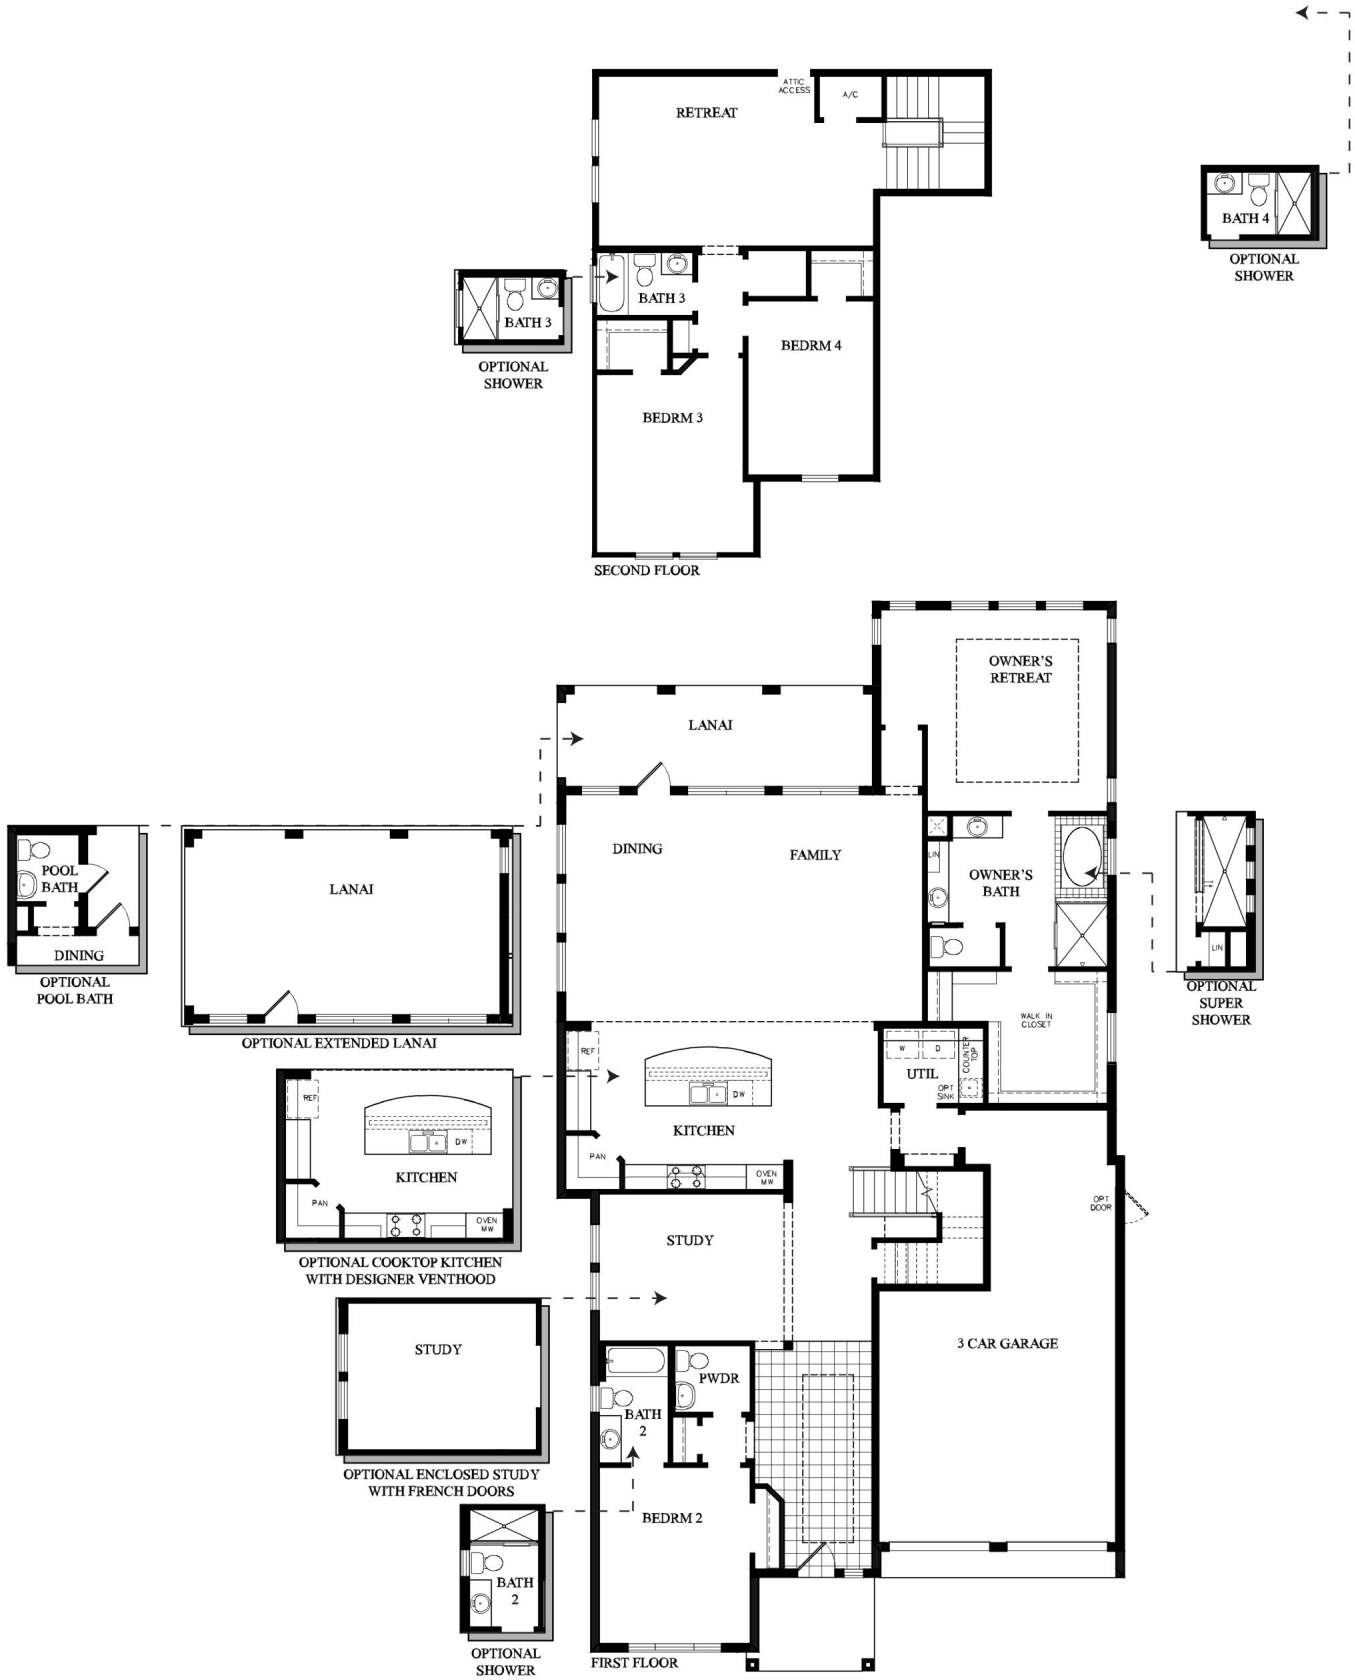 ATTIC
ACCESS
A/C
RETREAT
BATH 4
OPTIONAL
SHOWER
BATH 3
BATH 3
OPTIONAL
SHOWER
BEDRM 4
BEDRM 3
SECOND FLOOR
OWNER'S
RETREAT
LANAI
DINING
FAMILY
LIN
OWNER'S
BATH
POOL
BATH
DINING
OPTIONAL
POOL BATH
LANAI
OPTIONAL EXTENDED LANAI
LIN
OPTIONAL
SUPER
SHOWER
WALK IN
CLOSET
REF
W
D
COUNTER
TOP
UTIL
OPT
SINK
DW
KITCHEN
PAN
OVEN
MW
REF
DW
KITCHEN
PAN
OVEN
MW
OPTIONAL COOKTOP KITCHEN
WITH DESIGNER VENTHOOD
OPT
DOOR
STUDY
STUDY
OPTIONAL ENCLOSED STUDY
WITH FRENCH DOORS
3 CAR GARAGE
PWDR
BATH
2
BEDRM 2
BATH
2
OPTIONAL
SHOWER
FIRST FLOOR